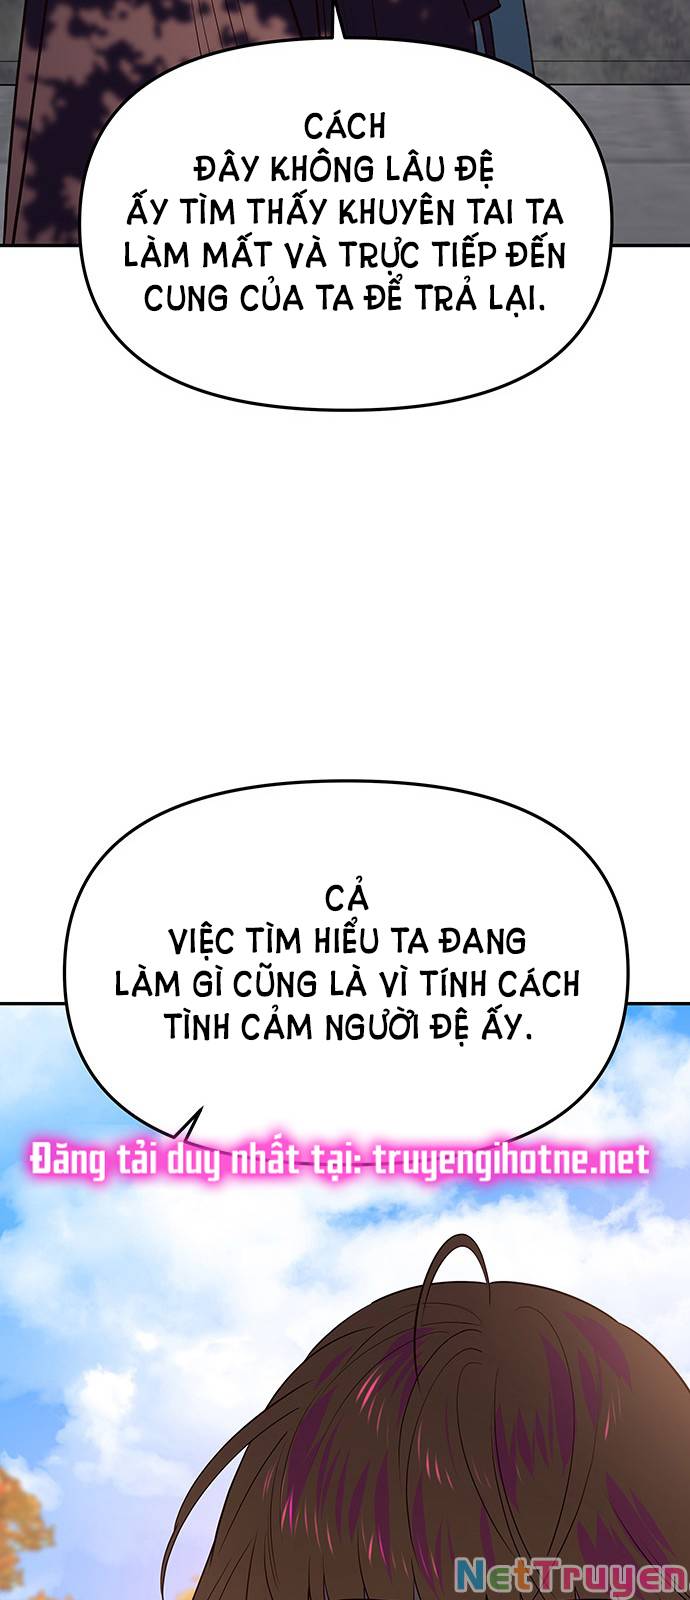 CÁCH
ĐÂY KHÔNG LÂU ĐỆ
ẤY TÌM THẤY KHUYÊN TAI TA
LÀM MẤT VÀ TRỰC TIẾP ĐẾN
CUNG CỦA TA ĐỂ TRẢ LẠI.
CẢ
VIỆC TÌM HIỂU TA ĐANG
LÀM GÌ CŨNG LÀ VÌ TÍNH CÁCH
TÌNH CẢM NGƯỜI ĐỆ ẤY.
Đăng tải duy nhất tại: truyengihotne.net
NetTruyen